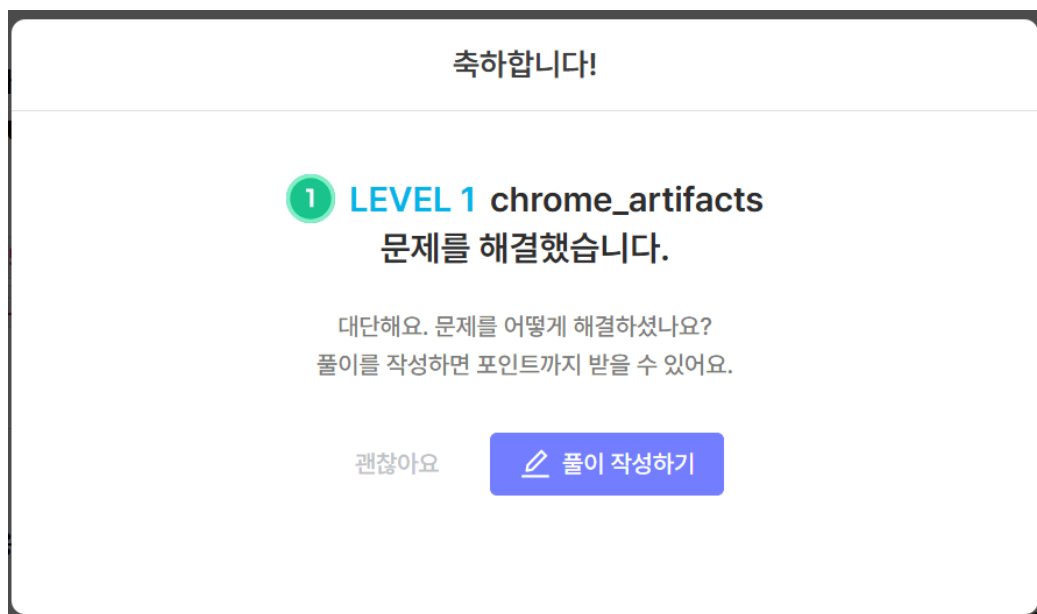 축하합니다!
1 LEVEL 1 chrome_artifacts
문제를 해결했습니다.
대단해요. 문제를 어떻게 해결하셨나요?
풀이를 작성하면 포인트까지 받을 수 있어요.
괜찮아요 풀이 작성하기